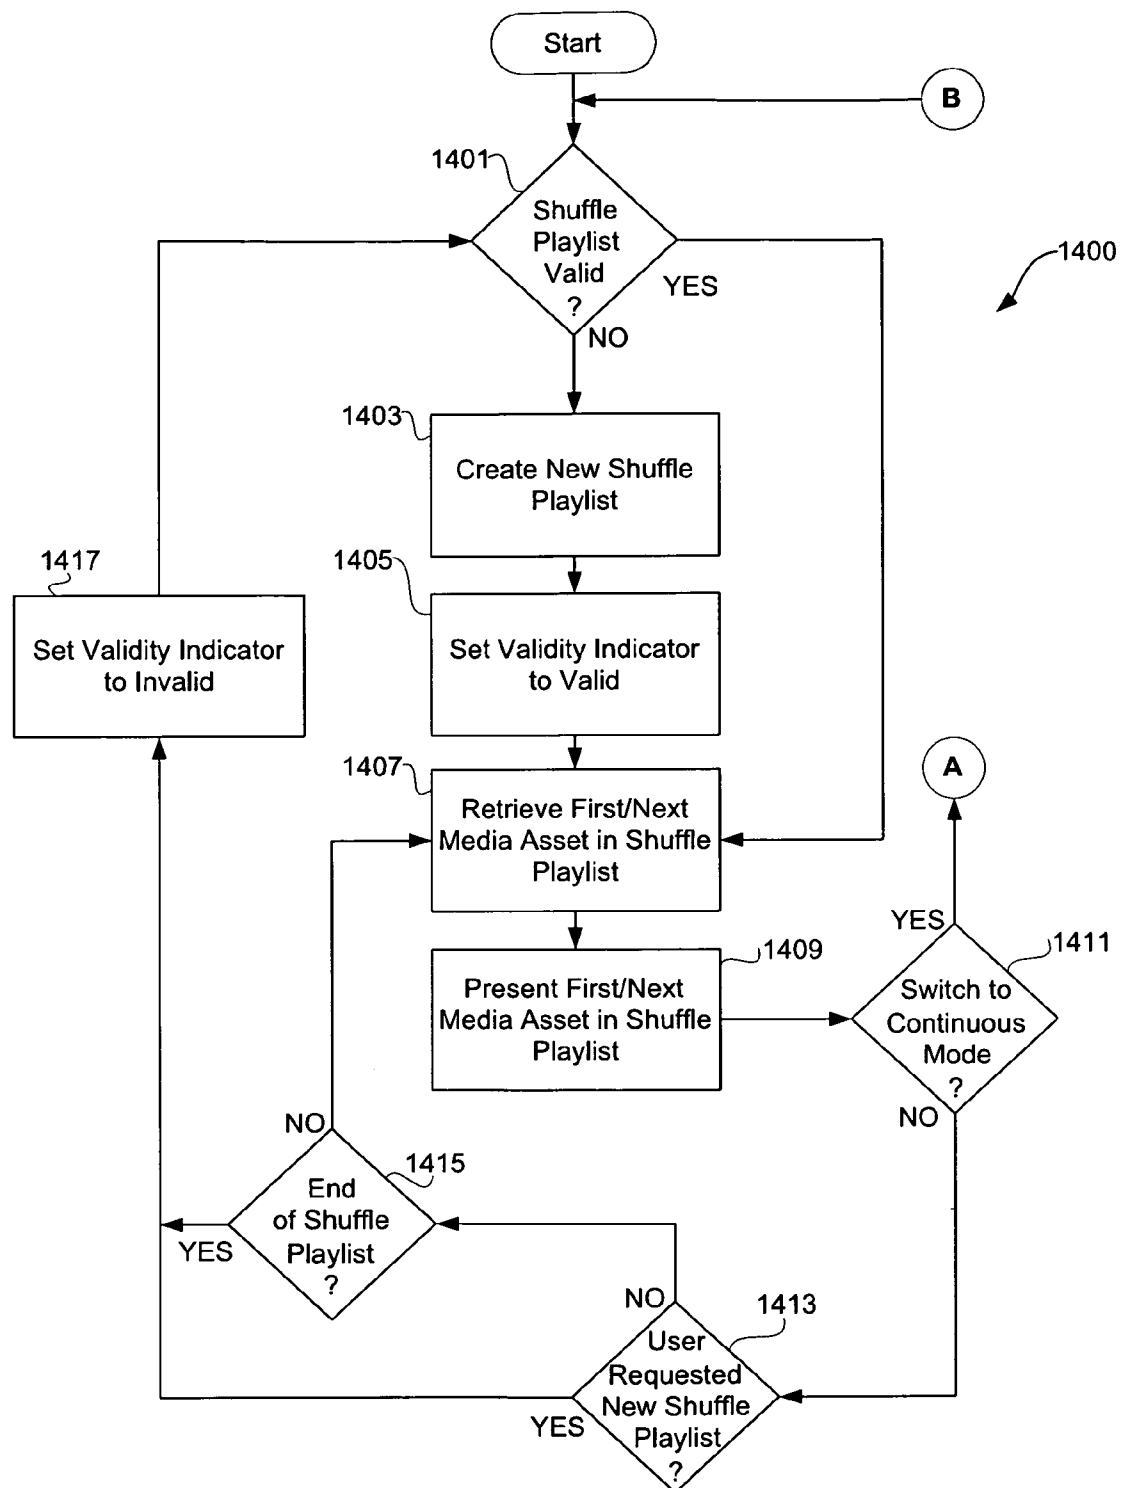 Start
B
1401
Shuffle
Playlist
Valid
?
YES
NO
1400
1403
Create New Shuffle
Playlist
1417
1405
Set Validity Indicator
to Invalid
Set Validity Indicator
to Valid
1407
Retrieve First/Next
Media Asset in Shuffle
Playlist
A
YES
1411
1409
Present First/Next
Media Asset in Shuffle
Playlist
Switch to
Continuous
Mode
?
NO
NO
1415
End
of Shuffle
Playlist
?
YES
NO
1413
User
Requested
New Shuffle
Playlist
?
YES